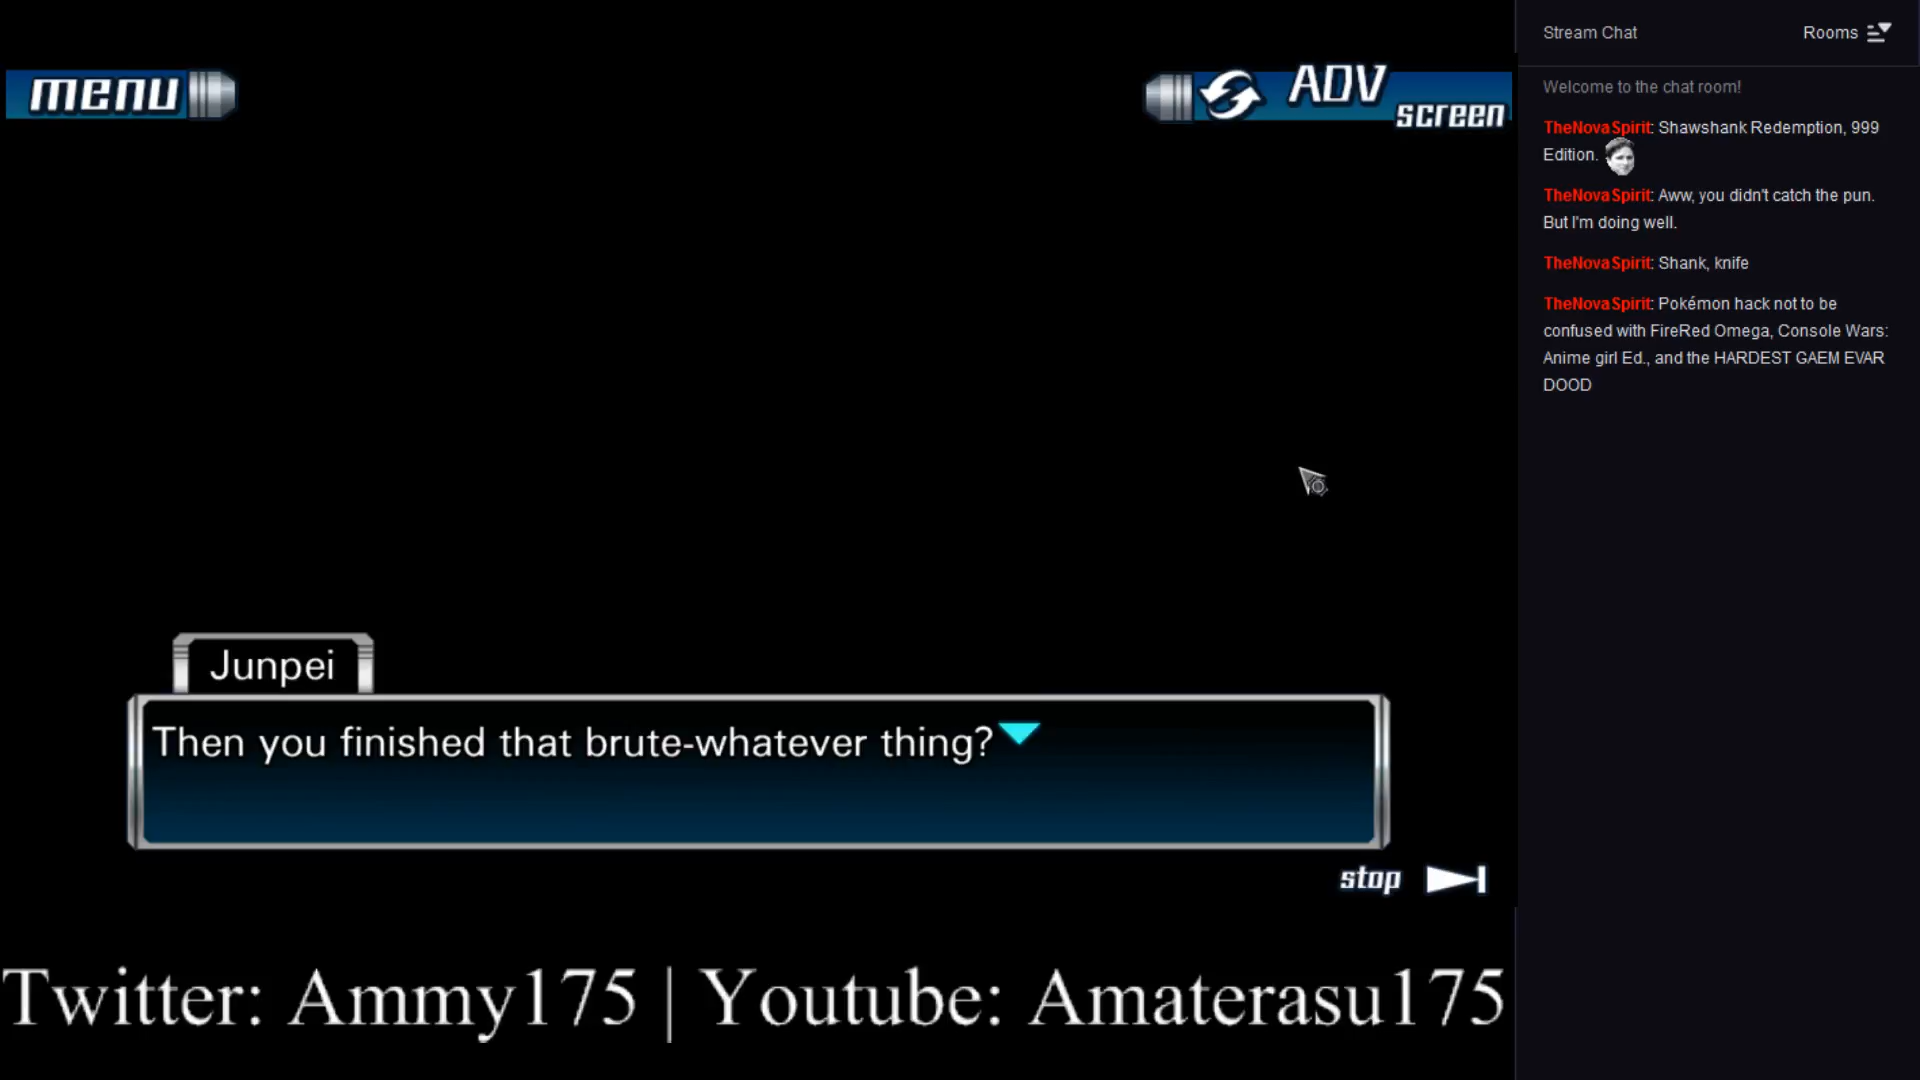 menu
ADV
screen
Junpei
Then you finished that brute-whatever thing?
stop
Twitter: Ammy175 | Youtube: Amaterasu175
Stream Chat
Rooms
Welcome to the chat room!
TheNovaSpirit: Shawshank Redemption, 999
Edition.
TheNovaSpirit: Aww, you didn't catch the pun.
But I'm doing well.
TheNovaSpirit: Shank, knife
TheNovaSpirit: Pokémon hack not to be
confused with FireRed Omega, Console Wars:
Anime girl Ed., and the HARDEST GAEM EVAR
DOOD